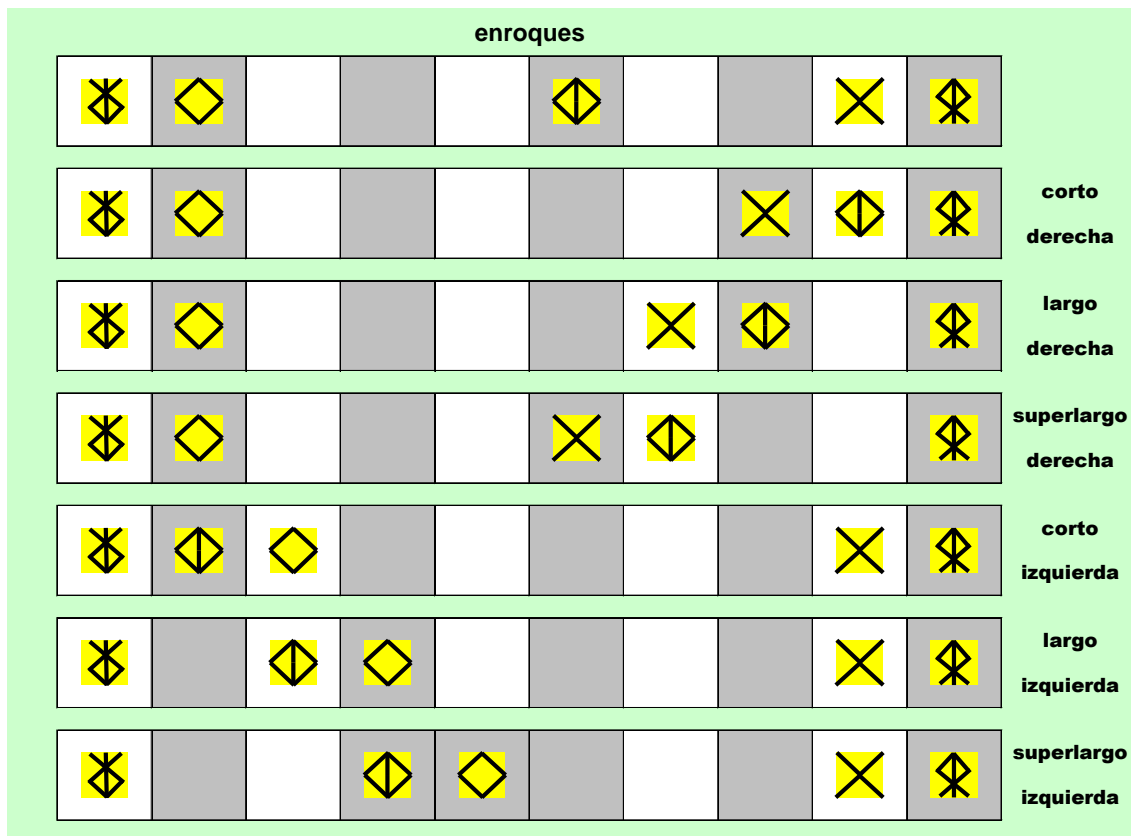 enroques
corto
derecha
largo
derecha
superlargo
derecha
corto
izquierda
largo
izquierda
superlargo
izquierda